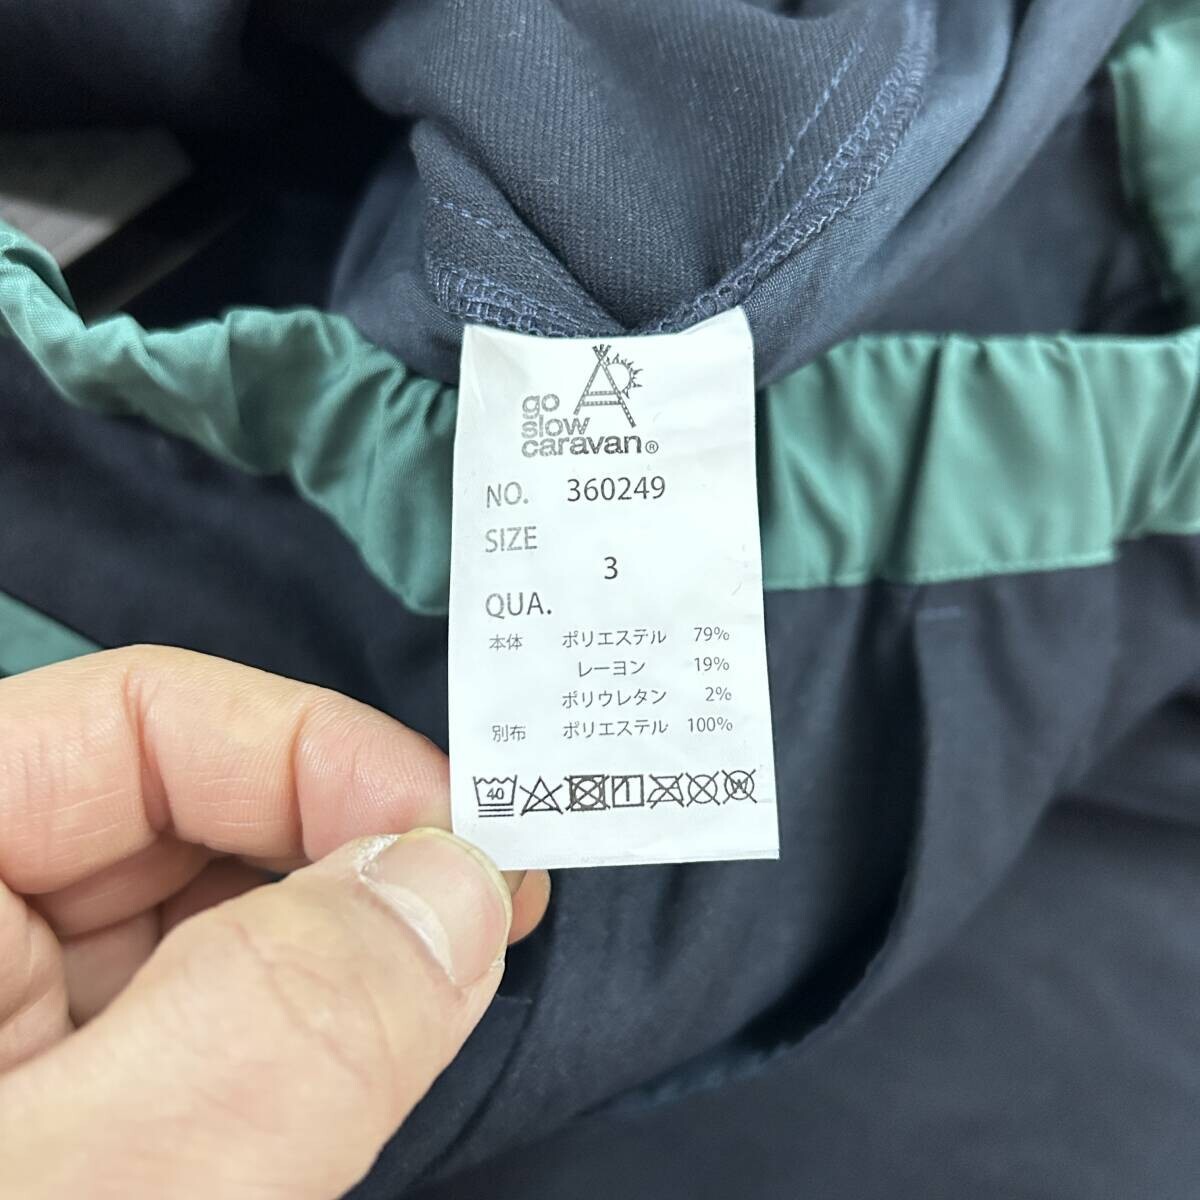 go
slow
caravan®
NO. 360249
SIZE
3
QUA.
本体 ポリエステル 79%
レーヨン 19%
ポリウレタン 2%
別布 ポリエステル 100%
40 W